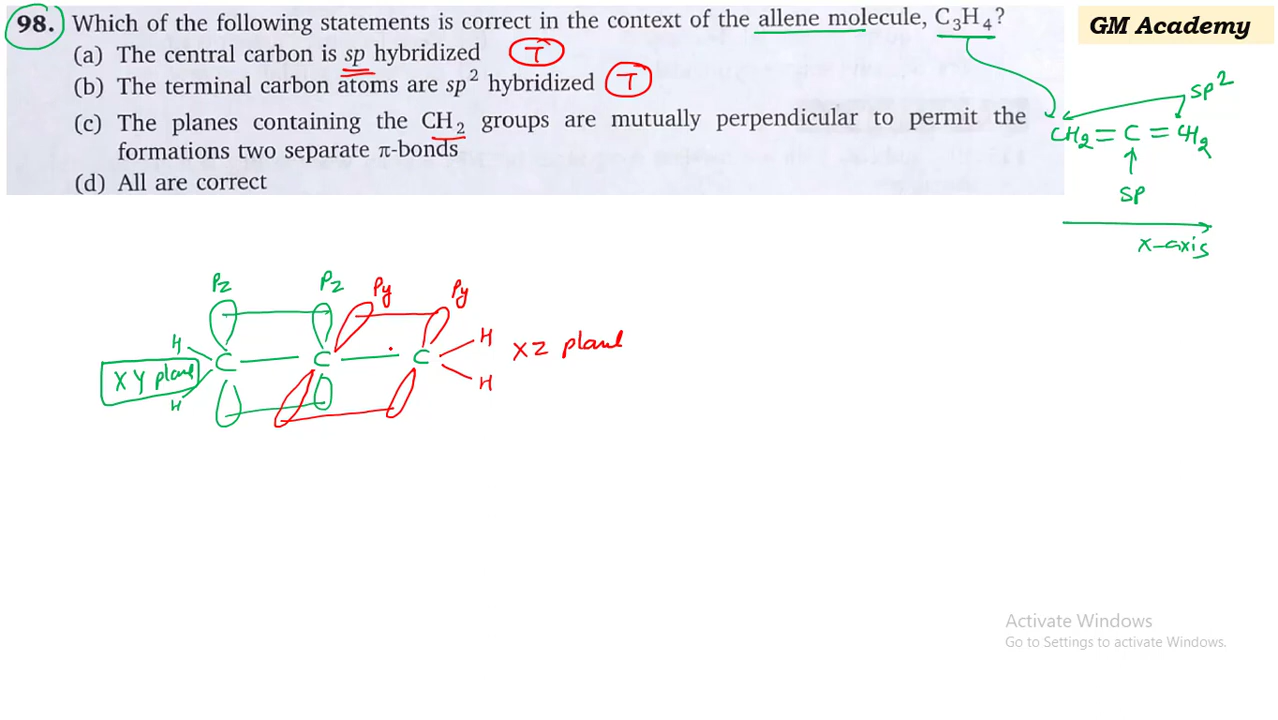 98. Which of the following statements is correct in the context of the allene molecule, C₃H₄?
GM Academy
(a) The central carbon is sp hybridized T
(b) The terminal carbon atoms are sp² hybridized T
sp²
(c) The planes containing the CH₂ groups are mutually perpendicular to permit the
formations two separate π-bonds
CH₂ = C = CH₂
(d) All are correct
SP
x-axis
Pz Pz Py Py
H H
C C C
XY plane
XZ plane
H H
Activate Windows
Go to Settings to activate Windows.